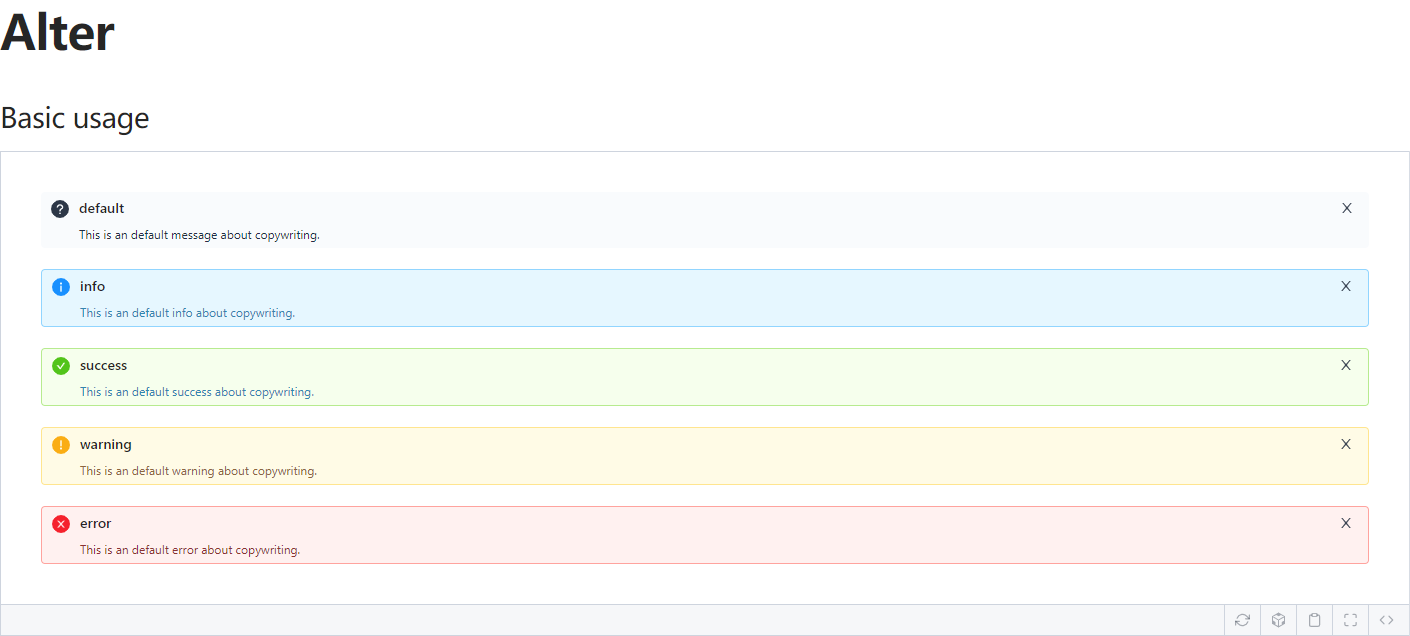 Alter
Basic usage
default
X
This is an default message about copywriting.
info
X
This is an default info about copywriting.
success
X
This is an default success about copywriting.
warning
X
This is an default warning about copywriting.
error
X
This is an default error about copywriting.